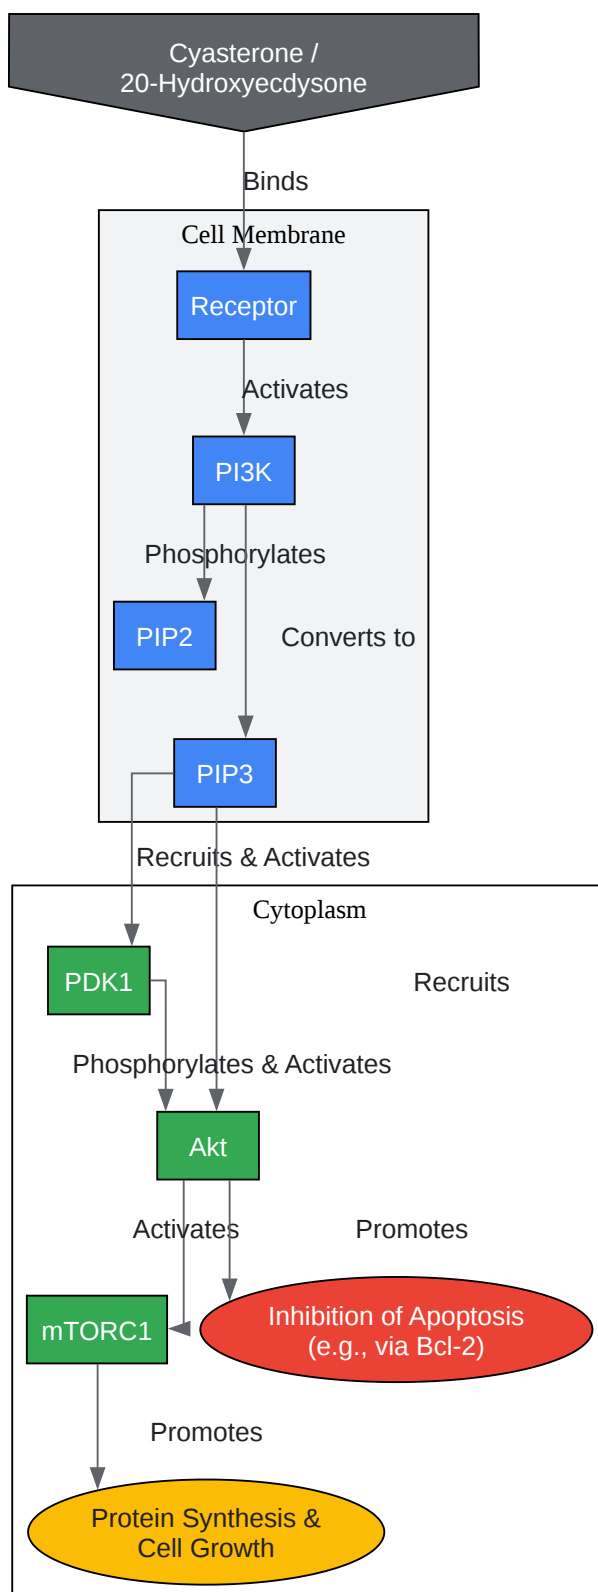 Cyasterone /
20-Hydroxyecdysone
Binds
Cell Membrane
Receptor
Activates
PI3K
Phosphorylates
PIP2
Converts to
PIP3
Recruits & Activates
Cytoplasm
PDK1
Recruits
Phosphorylates & Activates
Akt
Activates
Promotes
mTORC1
Inhibition of Apoptosis
(e.g., via Bcl-2)
Promotes
Protein Synthesis &
Cell Growth